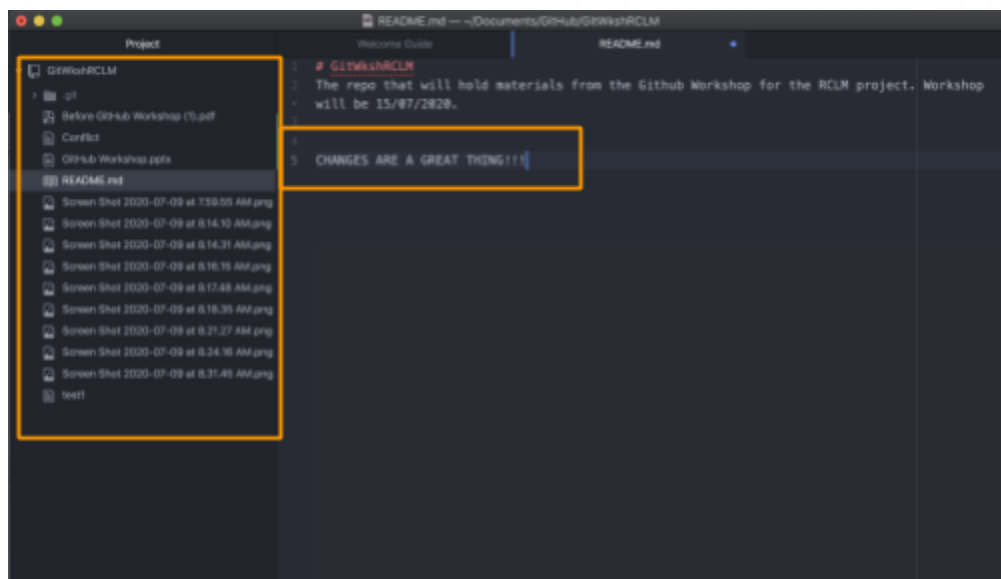 README.md — ~/Documents/GitHub/GitWkshRCLM
Project
Welcome Guide
README.md
GitWkshRCLM
.git
Before GitHub Workshop (1).pdf
Conflict
GitHub Workshop.pptx
README.md
Screen Shot 2020-07-09 at 7.59.55 AM.png
Screen Shot 2020-07-09 at 8.14.10 AM.png
Screen Shot 2020-07-09 at 8.14.31 AM.png
Screen Shot 2020-07-09 at 8.16.15 AM.png
Screen Shot 2020-07-09 at 8.17.48 AM.png
Screen Shot 2020-07-09 at 8.18.35 AM.png
Screen Shot 2020-07-09 at 8.21.27 AM.png
Screen Shot 2020-07-09 at 8.24.16 AM.png
Screen Shot 2020-07-09 at 8.31.45 AM.png
test1
1 # GitWkshRCLM
2 The repo that will hold materials from the Github Workshop for the RCLM project. Workshop
• will be 15/07/2020.
3
4
5 CHANGES ARE A GREAT THING!!!